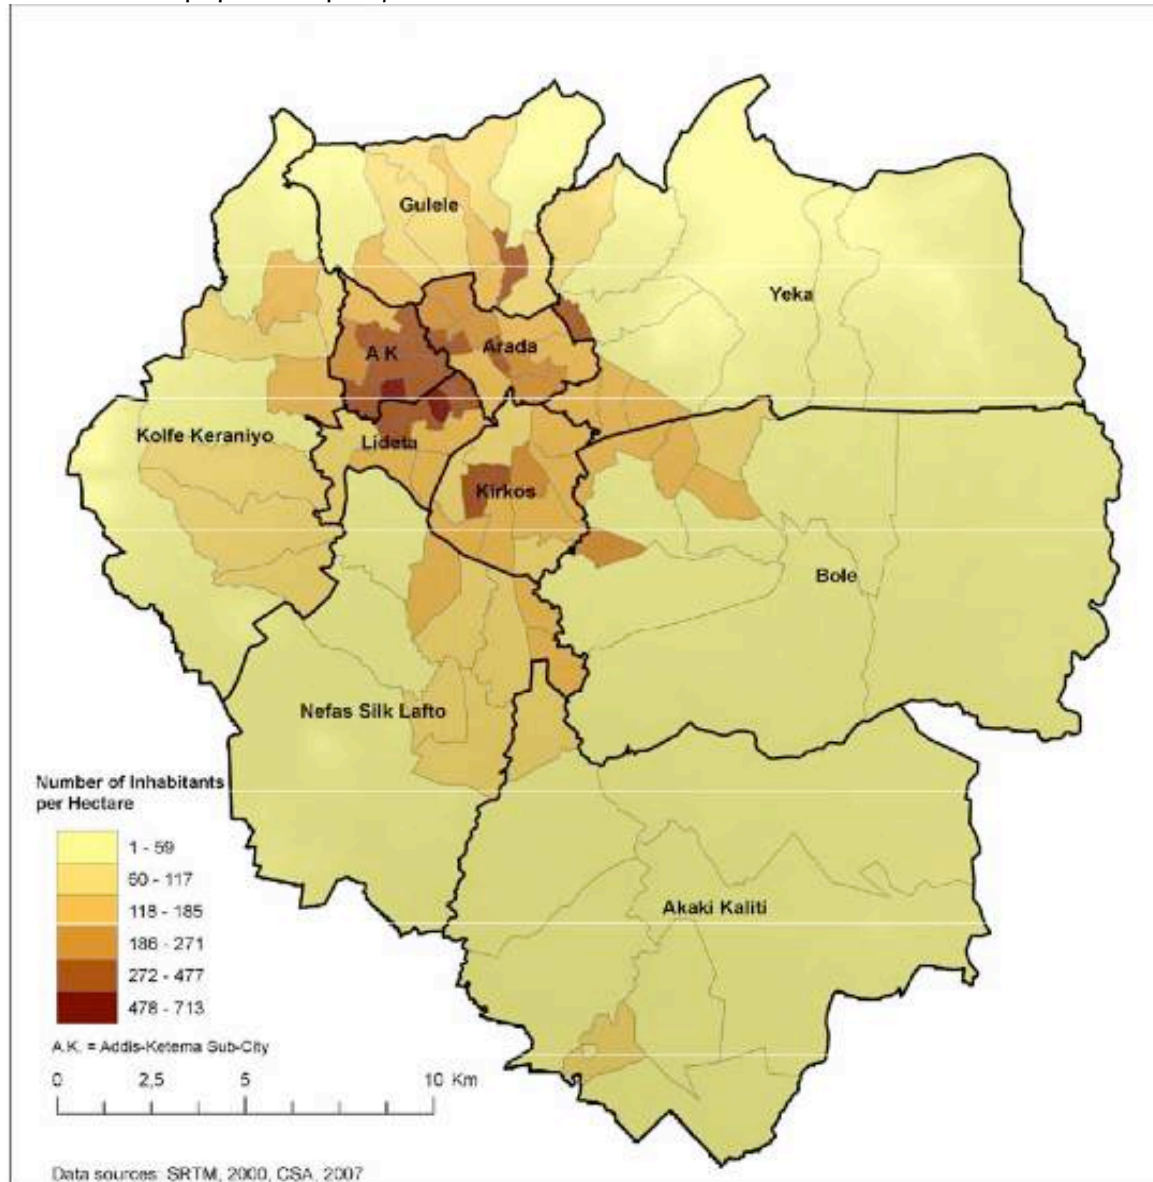 Gulele
Yeka
A K
Arada
Kolfe Keraniyo
Lideta
Kirkos
Bole
Nefas Silk Lafto
Number of Inhabitants
per Hectare
1 - 59
60 - 117
118 - 185
186 - 271
272 - 477
478 - 713
Akaki Kaliti
A.K. = Addis-Ketema Sub-City
0 2,5 5 10 Km
Data sources: SRTM, 2000, CSA, 2007